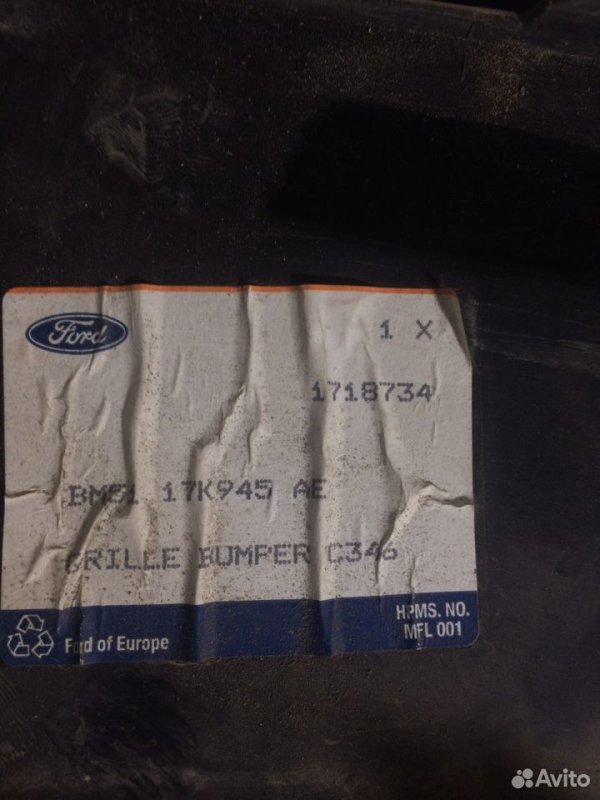 Ford
1 X
1718734
BM51 17K945 AE
GRILLE BUMPER C346
HPMS. NO.
MFL 001
Ford of Europe
Avito